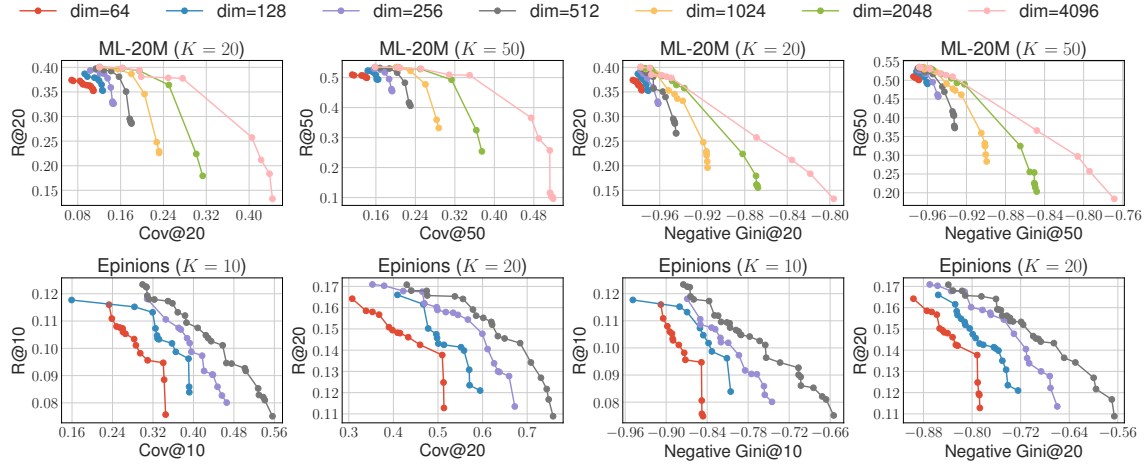 dim=64 dim=128 dim=256 dim=512 dim=1024 dim=2048 dim=4096
ML-20M (K = 20) ML-20M (K = 50) ML-20M (K = 20) ML-20M (K = 50)
R@20
0.40
0.35
0.30
0.25
0.20
0.15
0.08 0.16 0.24 0.32 0.40
Cov@20
R@50
0.5
0.4
0.3
0.2
0.1
0.16 0.24 0.32 0.40 0.48
Cov@50
R@20
0.40
0.35
0.30
0.25
0.20
0.15
−0.96 −0.92 −0.88 −0.84 −0.80
Negative Gini@20
R@50
0.55
0.50
0.45
0.40
0.35
0.30
0.25
0.20
−0.96 −0.92 −0.88 −0.84 −0.80 −0.76
Negative Gini@50
Epinions (K = 10) Epinions (K = 20) Epinions (K = 10) Epinions (K = 20)
R@10
0.12
0.11
0.10
0.09
0.08
0.16 0.24 0.32 0.40 0.48 0.56
Cov@10
R@20
0.17
0.16
0.15
0.14
0.13
0.12
0.11
0.3 0.4 0.5 0.6 0.7
Cov@20
R@10
0.12
0.11
0.10
0.09
0.08
−0.96 −0.90 −0.84 −0.78 −0.72 −0.66
Negative Gini@10
R@20
0.17
0.16
0.15
0.14
0.13
0.12
0.11
−0.88 −0.80 −0.72 −0.64 −0.56
Negative Gini@20